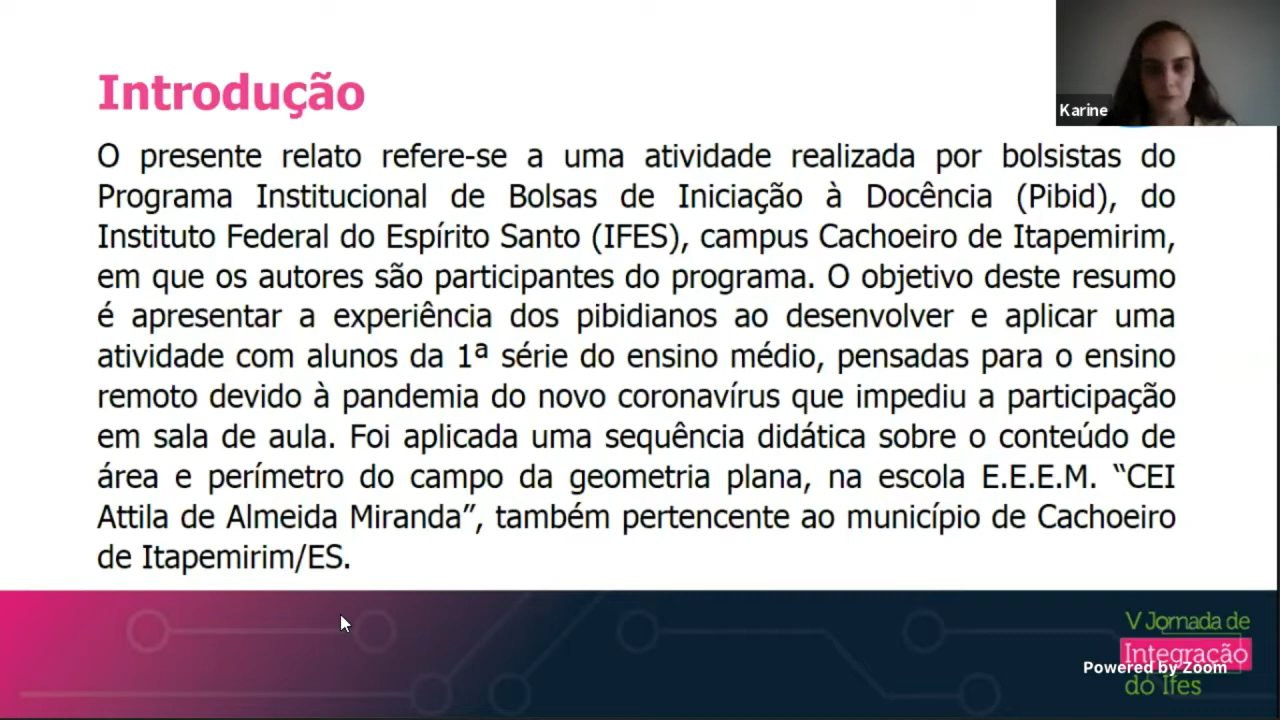 Introdução
Karine
O presente relato refere-se a uma atividade realizada por bolsistas do
Programa Institucional de Bolsas de Iniciação à Docência (Pibid), do
Instituto Federal do Espírito Santo (IFES), campus Cachoeiro de Itapemirim,
em que os autores são participantes do programa. O objetivo deste resumo
é apresentar a experiência dos pibidianos ao desenvolver e aplicar uma
atividade com alunos da 1ª série do ensino médio, pensadas para o ensino
remoto devido à pandemia do novo coronavírus que impediu a participação
em sala de aula. Foi aplicada uma sequência didática sobre o conteúdo de
área e perímetro do campo da geometria plana, na escola E.E.E.M. “CEI
Attila de Almeida Miranda”, também pertencente ao município de Cachoeiro
de Itapemirim/ES.
V Jornada de
Integração
Powered by Zoom
do Ifes